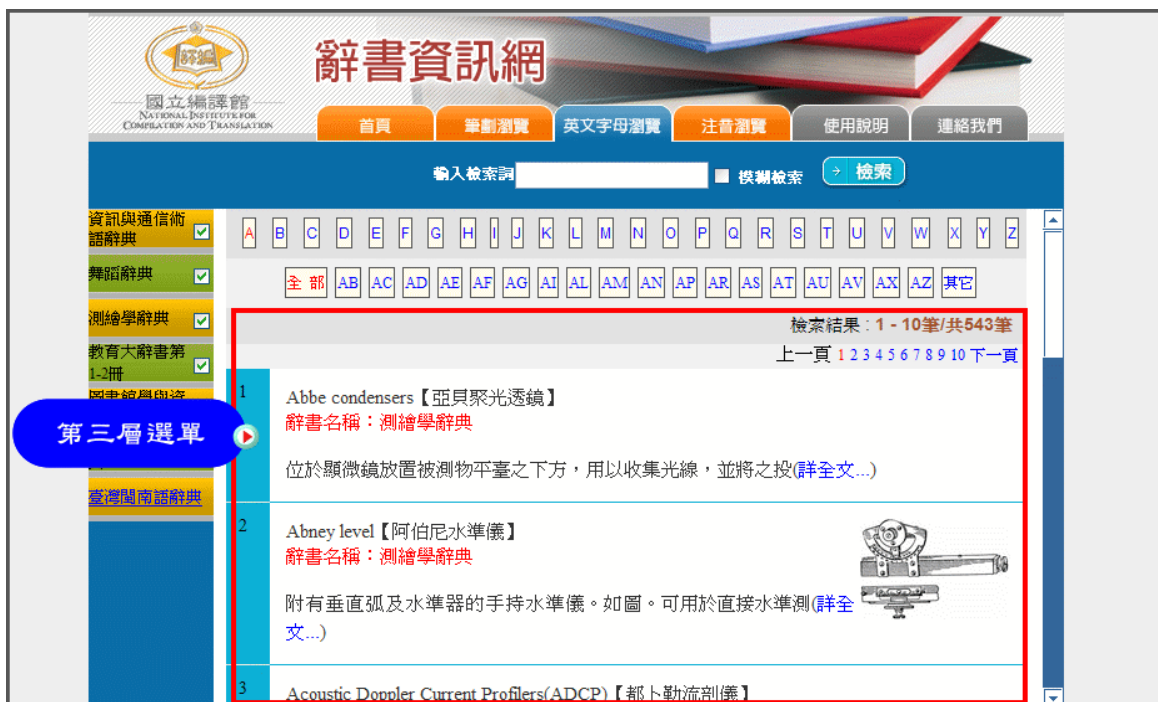 辭書資訊網
國立編譯館
NATIONAL INSTITUTE FOR
COMPILATION AND TRANSLATION
首頁 筆劃瀏覽 英文字母瀏覽 注音瀏覽 使用說明 連絡我們
輸入檢索詞 模糊檢索 檢索
資訊與通信術
語辭典
舞蹈辭典
測繪學辭典
教育大辭書第
1-2冊
第三層選單
臺灣閩南語辭典
A B C D E F G H I J K L M N O P Q R S T U V W X Y Z
全 部 AB AC AD AE AF AG AI AL AM AN AP AR AS AT AU AV AX AZ 其它
檢索結果：1 - 10筆/共543筆
上一頁 1 2 3 4 5 6 7 8 9 10 下一頁
1 Abbe condensers【亞貝聚光透鏡】
辭書名稱：測繪學辭典
位於顯微鏡放置被測物平臺之下方，用以收集光線，並將之投(詳全文...)
2 Abney level【阿伯尼水準儀】
辭書名稱：測繪學辭典
附有垂直弧及水準器的手持水準儀。如圖。可用於直接水準測(詳全
文...)
3 Acoustic Doppler Current Profilers(ADCP)【都卜勒流剖儀】